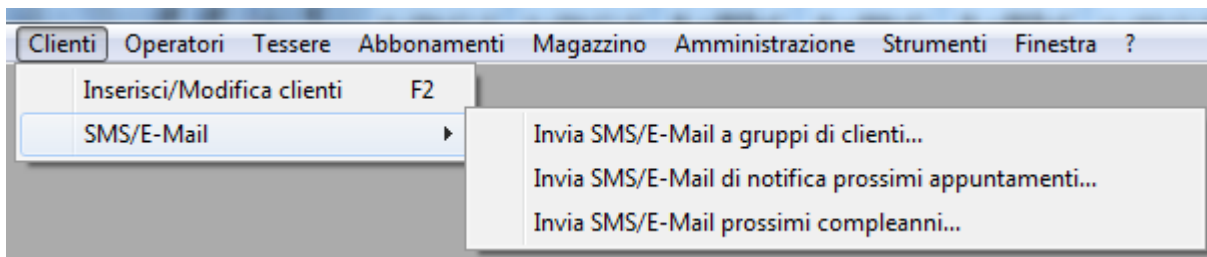 Clienti Operatori Tessere Abbonamenti Magazzino Amministrazione Strumenti Finestra ?
Inserisci/Modifica clienti F2
SMS/E-Mail
Invia SMS/E-Mail a gruppi di clienti...
Invia SMS/E-Mail di notifica prossimi appuntamenti...
Invia SMS/E-Mail prossimi compleanni...